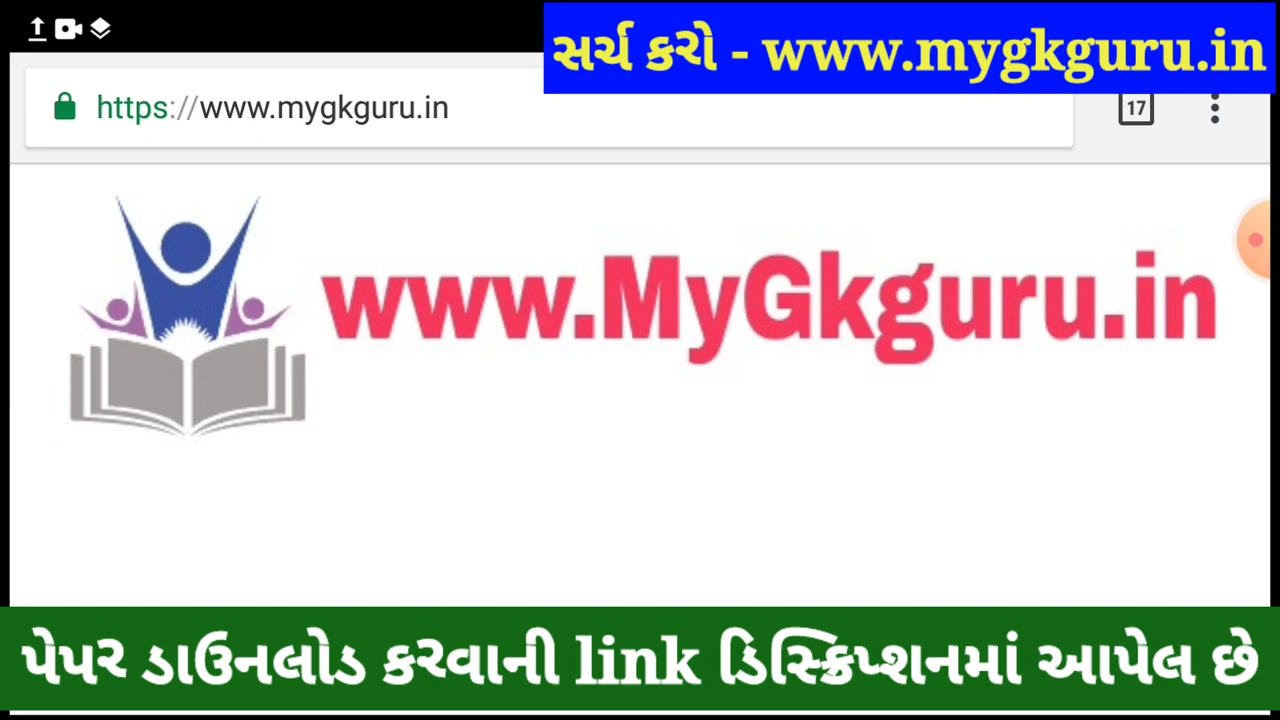 સર્ચ કરો - www.mygkguru.in
https://www.mygkguru.in
17
www.MyGkguru.in
પેપર ડાઉનલોડ કરવાની link ડિસ્ક્રિપ્શનમાં આપેલ છે